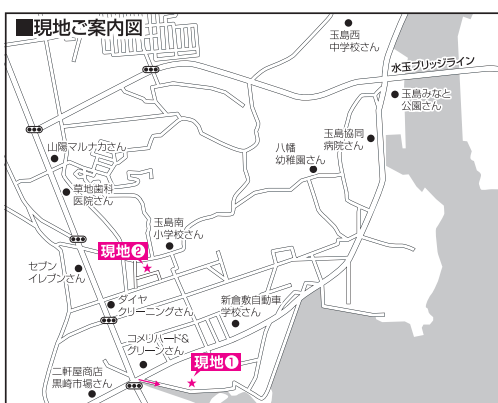 ■現地ご案内図
玉島西
中学校さん
水玉ブリッジライン
玉島みなと
公園さん
山陽マルナカさん
玉島協同
病院さん
八幡
幼稚園さん
草地歯科
医院さん
玉島南
小学校さん
現地❷
セブン
イレブンさん
ダイヤ
クリーニングさん
新倉敷自動車
学校さん
コメリハード&
グリーンさん
現地❶
二軒屋商店
黒崎市場さん